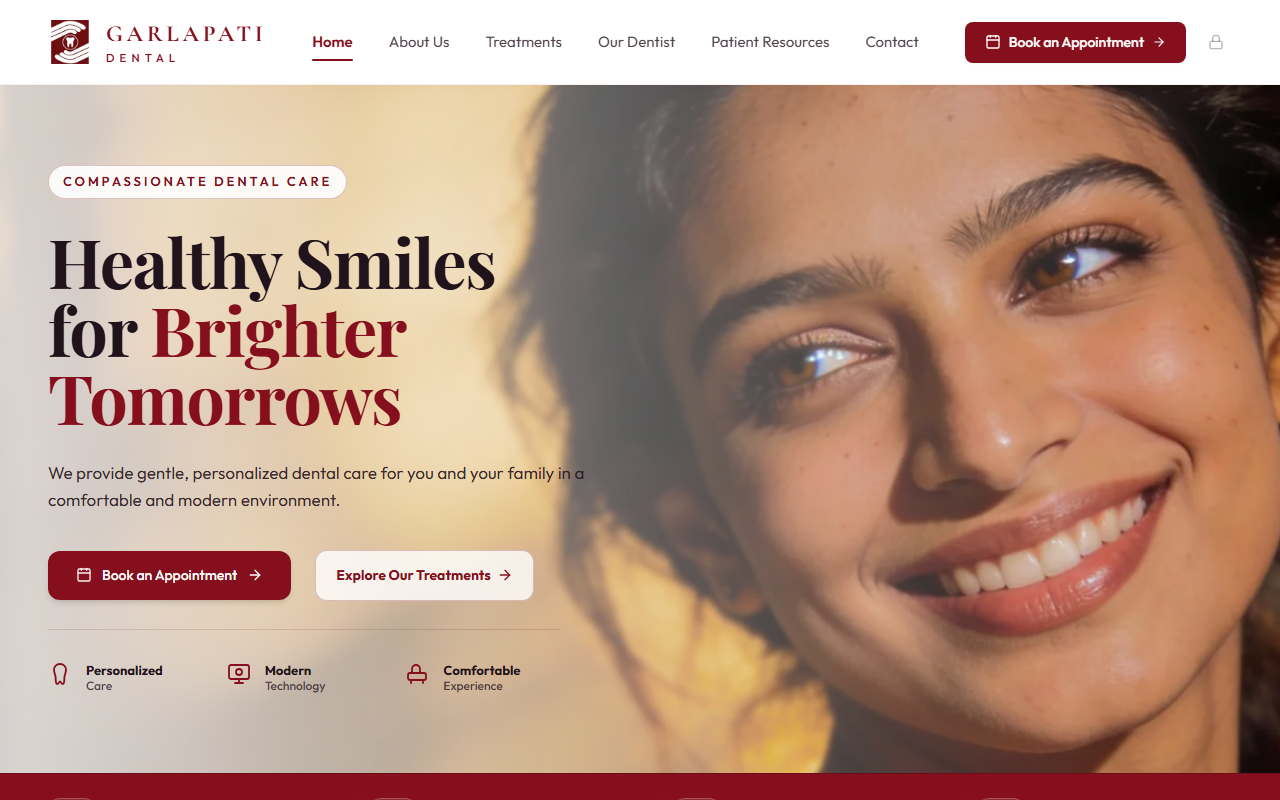 GARLAPATI
DENTAL
Home
About Us
Treatments
Our Dentist
Patient Resources
Contact
Book an Appointment
COMPASSIONATE DENTAL CARE
Healthy Smiles
for Brighter
Tomorrows
We provide gentle, personalized dental care for you and your family in a
comfortable and modern environment.
Book an Appointment
Explore Our Treatments
Personalized
Care
Modern
Technology
Comfortable
Experience